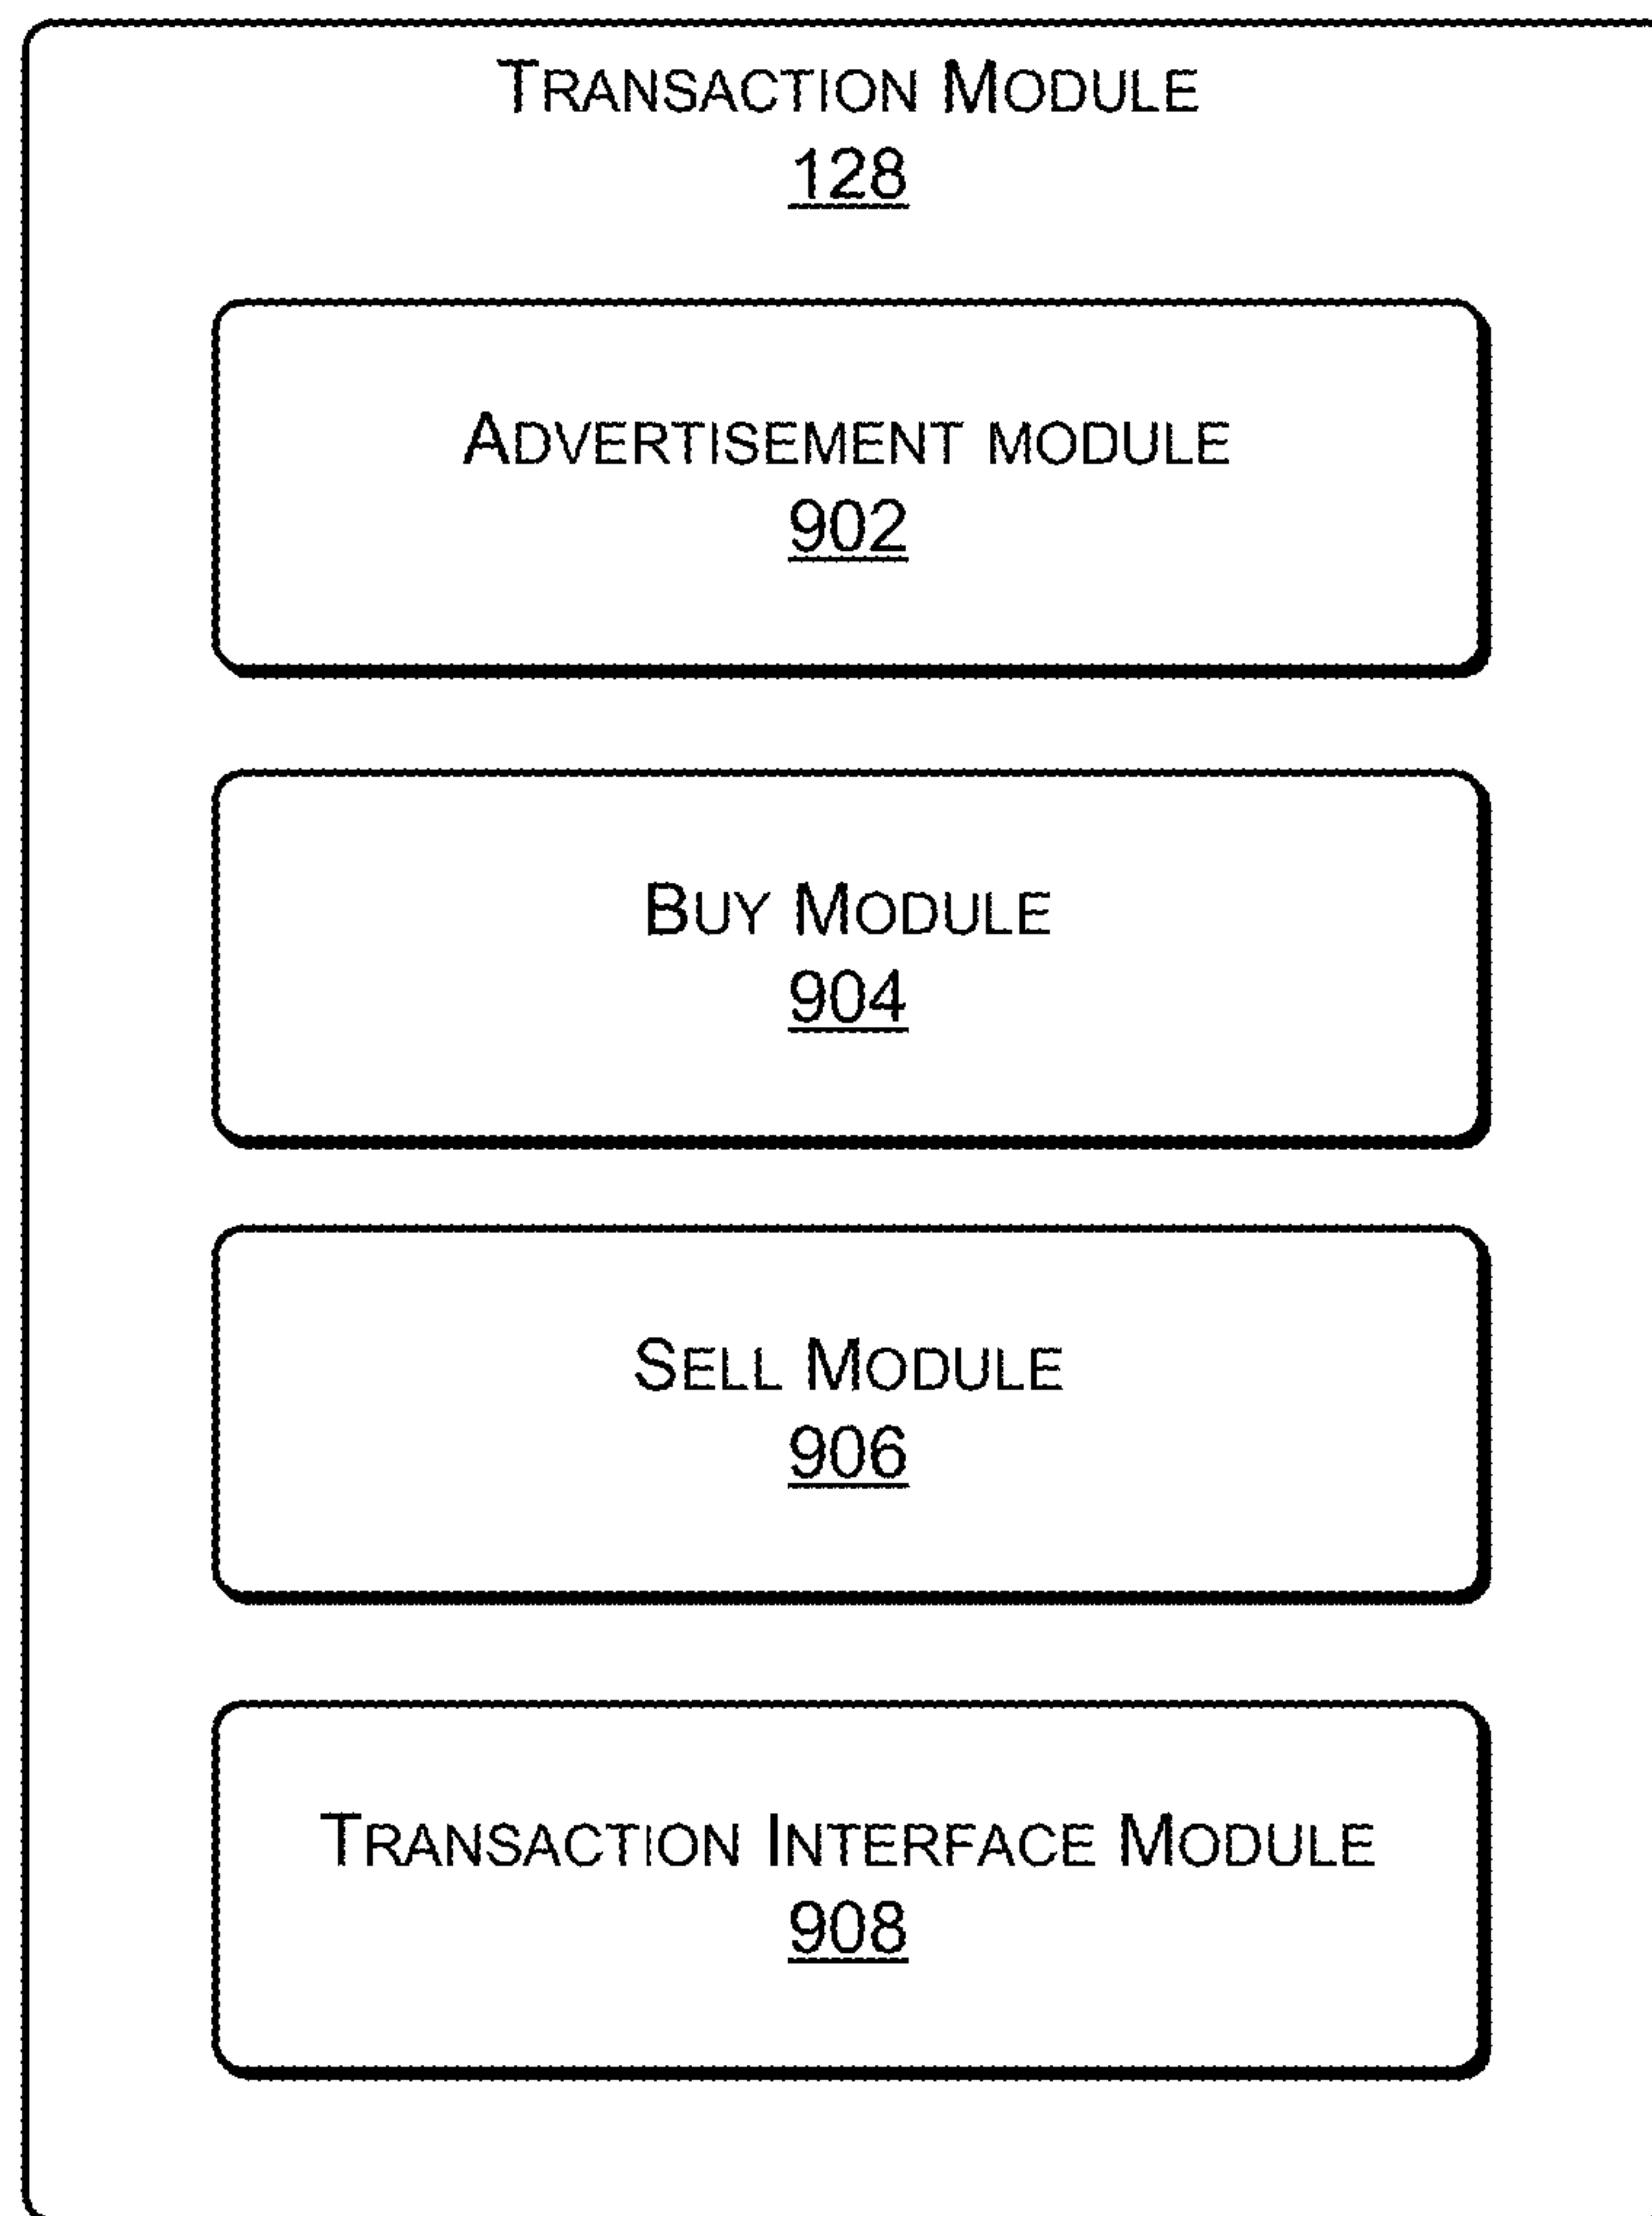 Transaction Module
128
Advertisement module
902
Buy Module
904
Sell Module
906
Transaction Interface Module
908